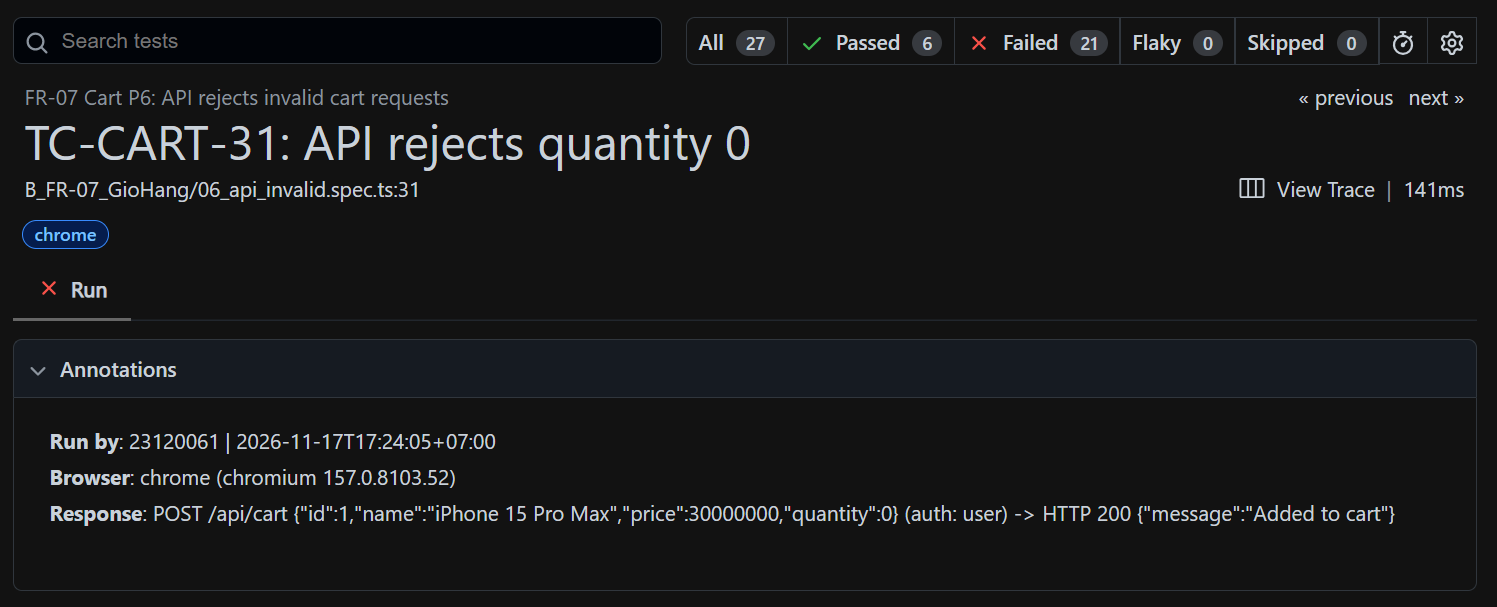 Search tests
All 27 Passed 6 Failed 21 Flaky 0 Skipped 0
FR-07 Cart P6: API rejects invalid cart requests
« previous next »
TC-CART-31: API rejects quantity 0
B_FR-07_GioHang/06_api_invalid.spec.ts:31
View Trace | 141ms
chrome
Run
Annotations
Run by: 23120061 | 2026-11-17T17:24:05+07:00
Browser: chrome (chromium 157.0.8103.52)
Response: POST /api/cart {"id":1,"name":"iPhone 15 Pro Max","price":30000000,"quantity":0} (auth: user) -> HTTP 200 {"message":"Added to cart"}